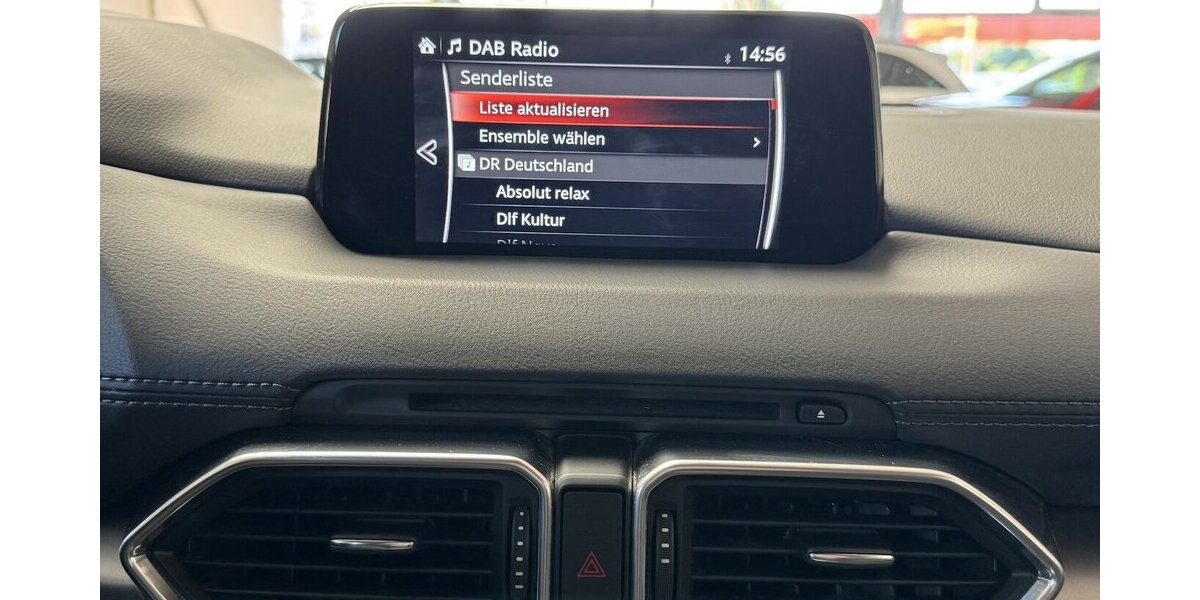 DAB Radio 14:56
Senderliste
Liste aktualisieren
Ensemble wählen
DR Deutschland
Absolut relax
Dlf Kultur